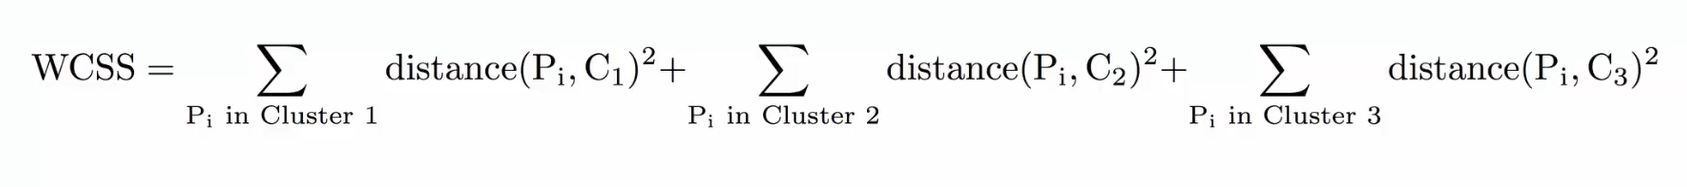 WCSS = ∑ distance(Pᵢ, C₁)² + ∑ distance(Pᵢ, C₂)² + ∑ distance(Pᵢ, C₃)²
Pᵢ in Cluster 1 Pᵢ in Cluster 2 Pᵢ in Cluster 3